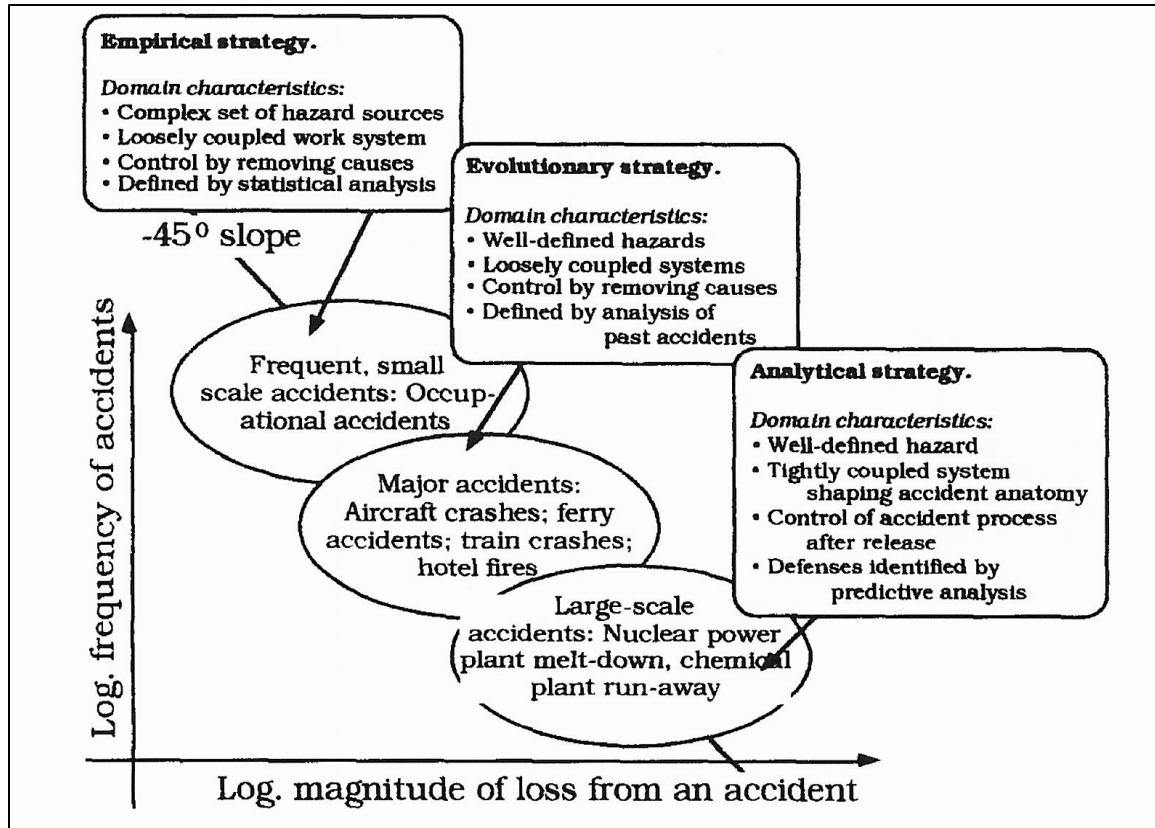 Empirical strategy.
Domain characteristics:
• Complex set of hazard sources
• Loosely coupled work system
• Control by removing causes
• Defined by statistical analysis
-45º slope
Evolutionary strategy.
Domain characteristics:
• Well-defined hazards
• Loosely coupled systems
• Control by removing causes
• Defined by analysis of
past accidents
Analytical strategy.
Domain characteristics:
• Well-defined hazard
• Tightly coupled system
shaping accident anatomy
• Control of accident process
after release
• Defenses identified by
predictive analysis
Frequent, small
scale accidents: Occup-
ational accidents
Major accidents:
Aircraft crashes; ferry
accidents; train crashes;
hotel fires
Large-scale
accidents: Nuclear power
plant melt-down, chemical
plant run-away
Log. frequency of accidents
Log. magnitude of loss from an accident